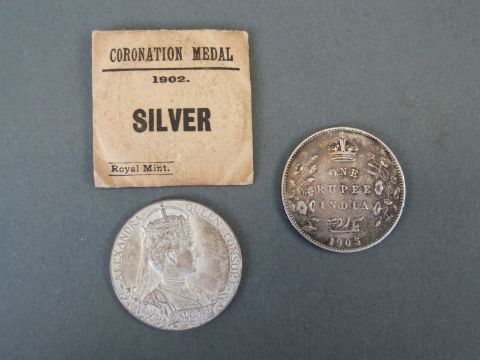 CORONATION MEDAL
1902.
SILVER
Royal Mint.
ALEXANDRA QUEEN CONSORT
ONE
RUPEE
INDIA
1903